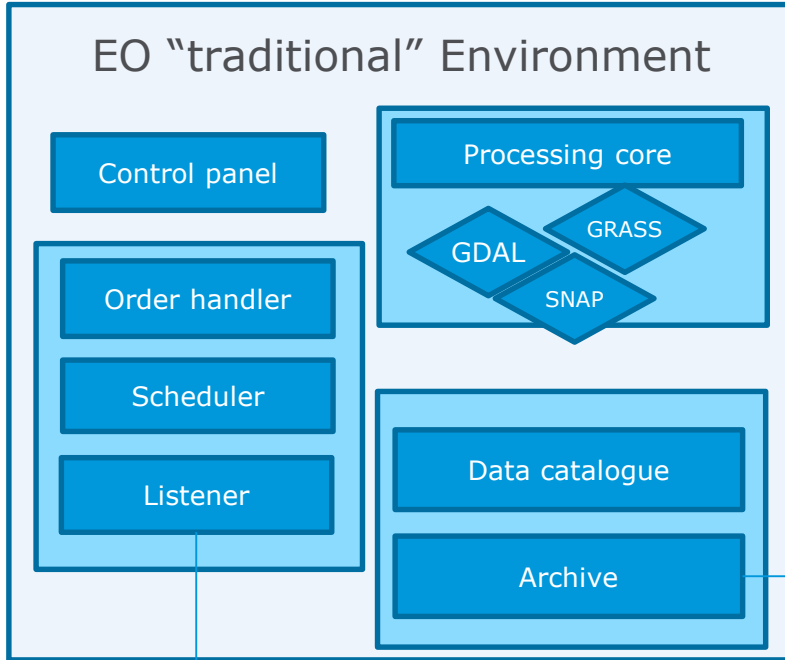 EO “traditional” Environment
Control panel
Order handler
Scheduler
Listener
Processing core
GDAL
GRASS
SNAP
Data catalogue
Archive